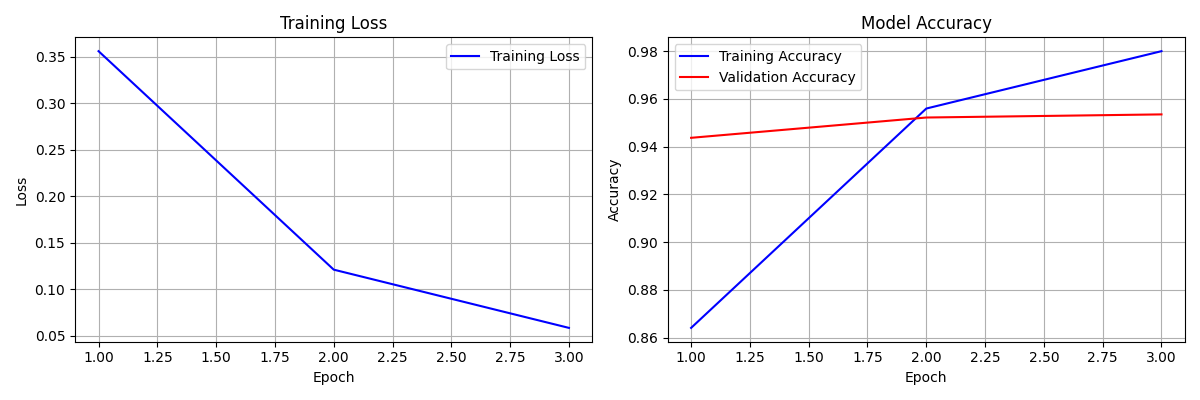 Training Loss
Training Loss
0.35
0.30
0.25
0.20
0.15
0.10
0.05
Loss
1.00 1.25 1.50 1.75 2.00 2.25 2.50 2.75 3.00
Epoch
Model Accuracy
Training Accuracy
Validation Accuracy
0.98
0.96
0.94
0.92
0.90
0.88
0.86
Accuracy
1.00 1.25 1.50 1.75 2.00 2.25 2.50 2.75 3.00
Epoch